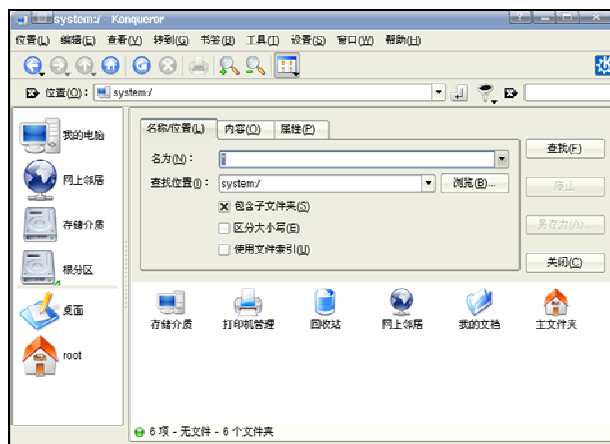 system:/ - Konqueror
位置(L) 编辑(E) 查看(V) 转到(G) 书签(B) 工具(T) 设置(S) 窗口(W) 帮助(H)
位置(O): system:/
我的电脑
网上邻居
存储介质
根分区
桌面
root
名称/位置(L) 内容(O) 属性(P)
名为(N): *
查找位置(I): system:/ 浏览(B)...
包含子文件夹(S)
区分大小写(E)
使用文件索引(U)
查找(F)
停止
另存为(A)...
关闭(C)
存储介质 打印机管理 回收站 网上邻居 我的文档 主文件夹
6 项 - 无文件 - 6 个文件夹